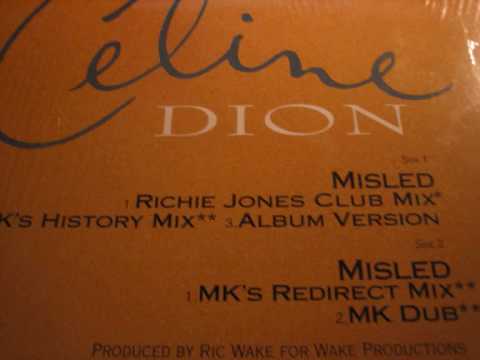 Celine
DION
Side 1
MISLED
1. RICHIE JONES CLUB MIX*
K'S HISTORY MIX** 3. ALBUM VERSION
Side 2
MISLED
1. MK'S REDIRECT MIX**
2. MK DUB**
PRODUCED BY RIC WAKE FOR WAKE PRODUCTIONS